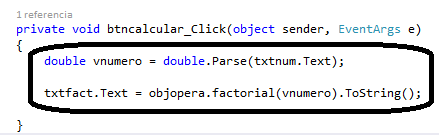 1 referencia
private void btncalcular_Click(object sender, EventArgs e)
{
double vnumero = double.Parse(txtnum.Text);
txtfact.Text = objopera.factorial(vnumero).ToString();
}